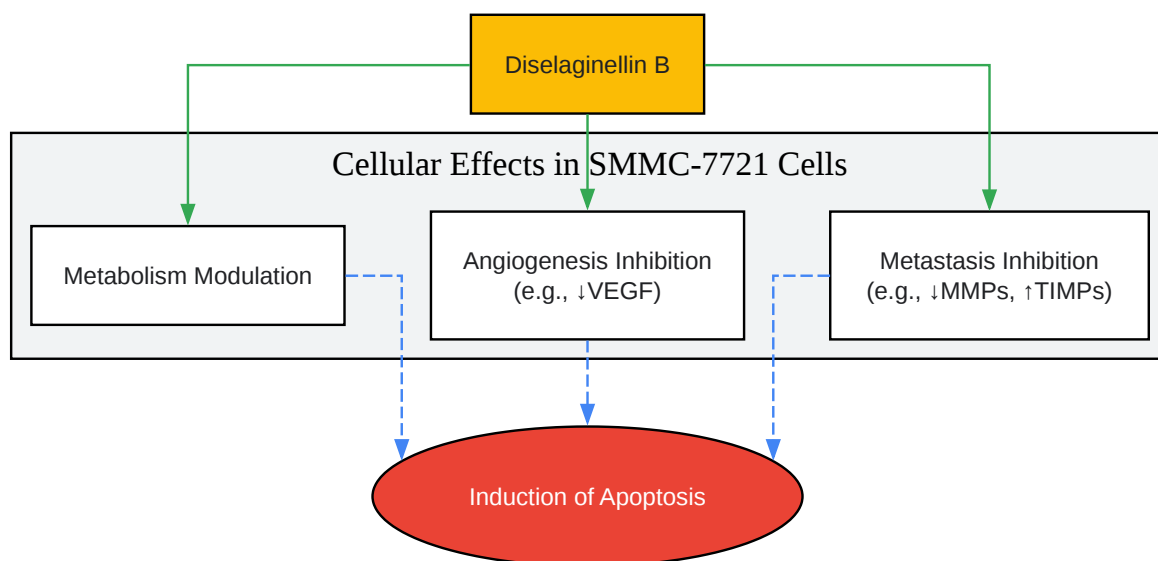 Diselaginellin B
Cellular Effects in SMMC-7721 Cells
Metabolism Modulation
Angiogenesis Inhibition
(e.g., ↓VEGF)
Metastasis Inhibition
(e.g., ↓MMPs, ↑TIMPs)
Induction of Apoptosis